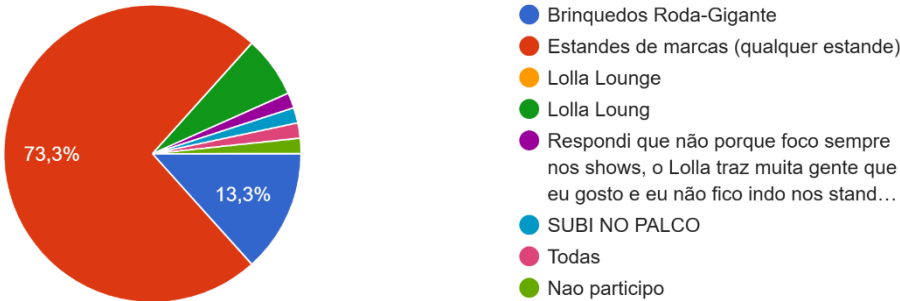 73,3%
13,3%
Brinquedos Roda-Gigante
Estandes de marcas (qualquer estande)
Lolla Lounge
Lolla Loung
Respondi que não porque foco sempre
nos shows, o Lolla traz muita gente que
eu gosto e eu não fico indo nos stand…
SUBI NO PALCO
Todas
Nao participo